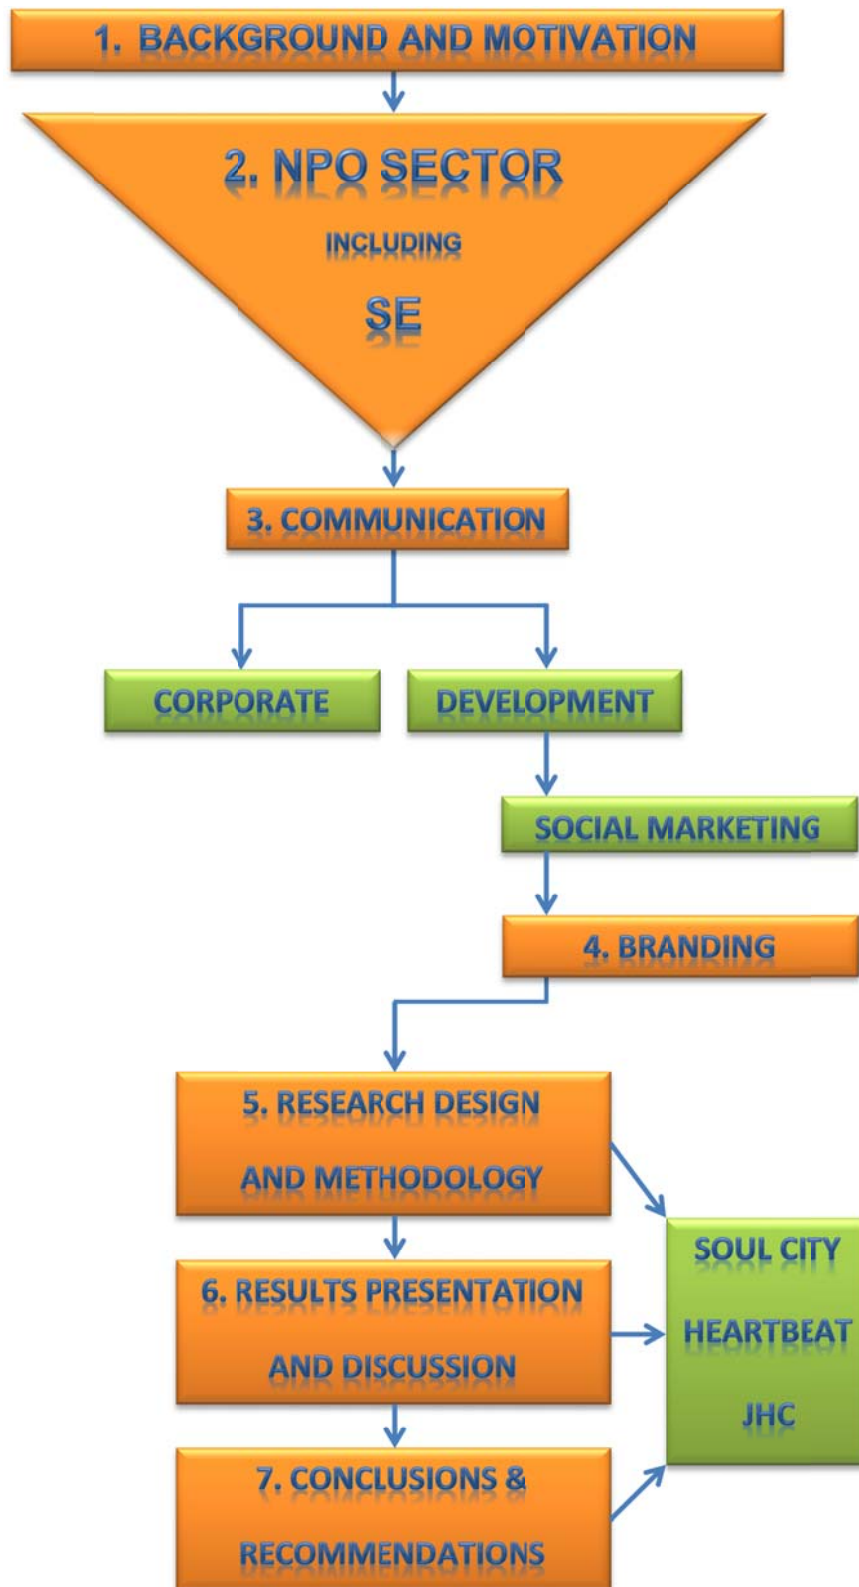 1. BACKGROUND AND MOTIVATION
2. NPO SECTOR
INCLUDING
SE
3. COMMUNICATION
CORPORATE
DEVELOPMENT
SOCIAL MARKETING
4. BRANDING
5. RESEARCH DESIGN
AND METHODOLOGY
6. RESULTS PRESENTATION
AND DISCUSSION
7. CONCLUSIONS &
RECOMMENDATIONS
SOUL CITY
HEARTBEAT
JHC